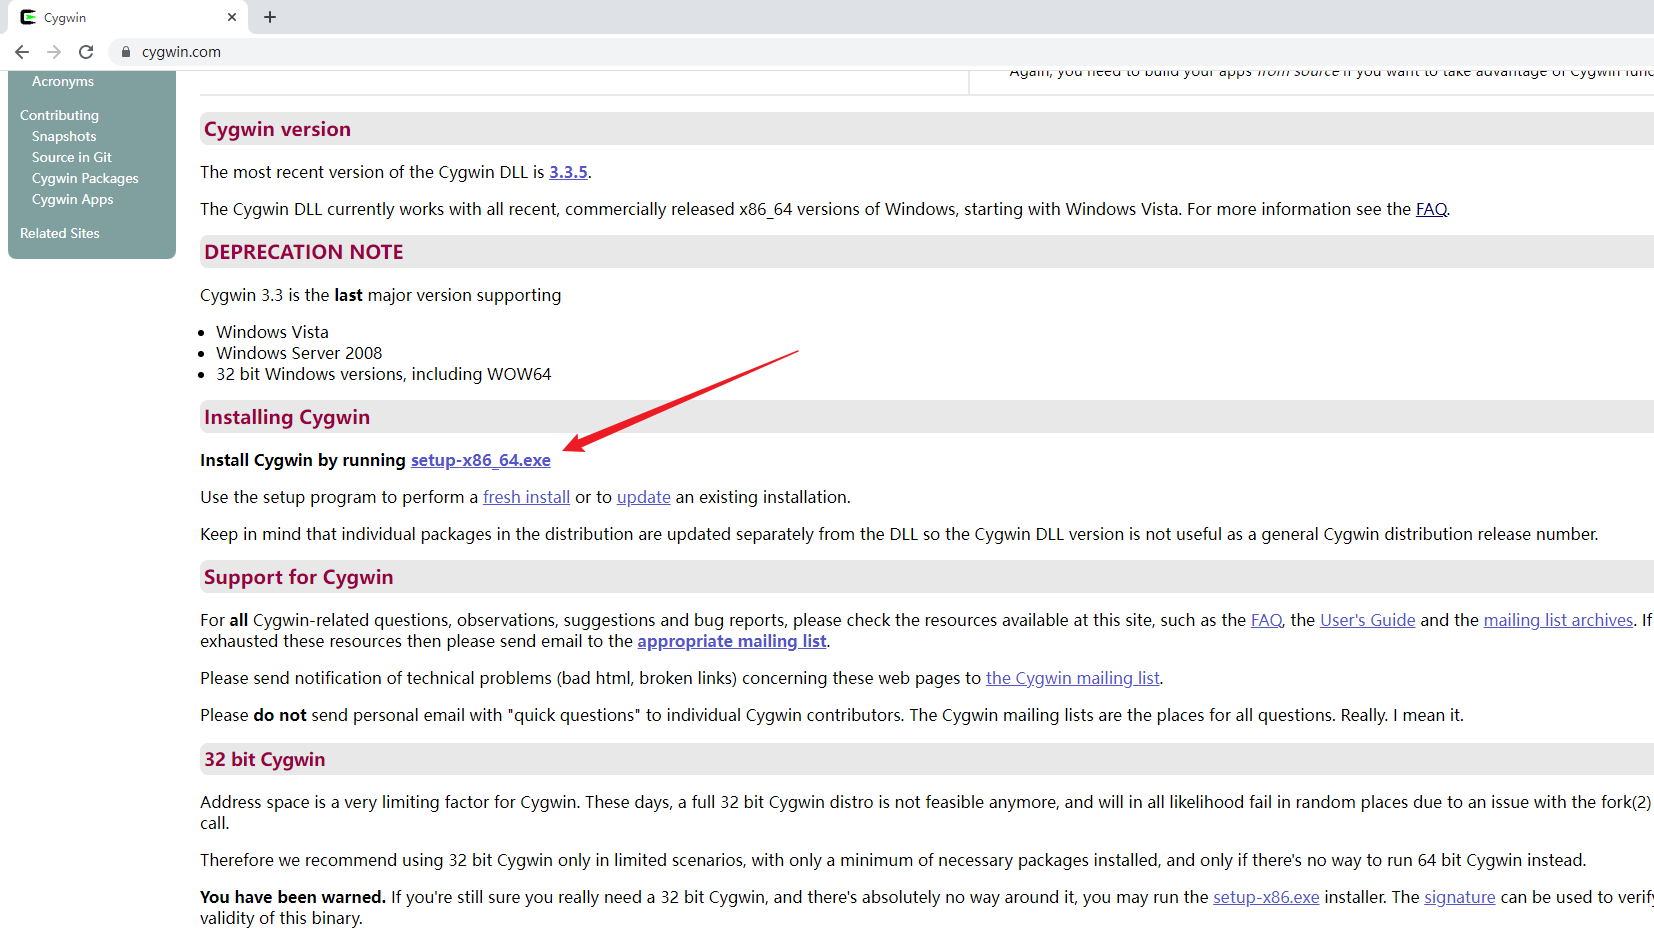 Cygwin
cygwin.com
Again, you need to build your apps from source if you want to take advantage of Cygwin
Acronyms
Contributing
Snapshots
Source in Git
Cygwin Packages
Cygwin Apps
Related Sites
Cygwin version
The most recent version of the Cygwin DLL is 3.3.5.
The Cygwin DLL currently works with all recent, commercially released x86_64 versions of Windows, starting with Windows Vista. For more information see the FAQ.
DEPRECATION NOTE
Cygwin 3.3 is the last major version supporting
Windows Vista
Windows Server 2008
32 bit Windows versions, including WOW64
Installing Cygwin
Install Cygwin by running setup-x86_64.exe
Use the setup program to perform a fresh install or to update an existing installation.
Keep in mind that individual packages in the distribution are updated separately from the DLL so the Cygwin DLL version is not useful as a general Cygwin distribution release number.
Support for Cygwin
For all Cygwin-related questions, observations, suggestions and bug reports, please check the resources available at this site, such as the FAQ, the User's Guide and the mailing list archives. If
exhausted these resources then please send email to the appropriate mailing list.
Please send notification of technical problems (bad html, broken links) concerning these web pages to the Cygwin mailing list.
Please do not send personal email with "quick questions" to individual Cygwin contributors. The Cygwin mailing lists are the places for all questions. Really. I mean it.
32 bit Cygwin
Address space is a very limiting factor for Cygwin. These days, a full 32 bit Cygwin distro is not feasible anymore, and will in all likelihood fail in random places due to an issue with the fork(2)
call.
Therefore we recommend using 32 bit Cygwin only in limited scenarios, with only a minimum of necessary packages installed, and only if there's no way to run 64 bit Cygwin instead.
You have been warned. If you're still sure you really need a 32 bit Cygwin, and there's absolutely no way around it, you may run the setup-x86.exe installer. The signature can be used to verify
validity of this binary.